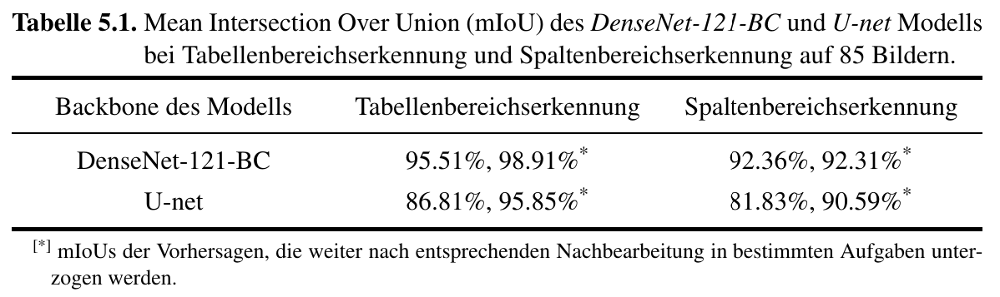 Tabelle 5.1. Mean Intersection Over Union (mIoU) des DenseNet-121-BC und U-net Modells
bei Tabellenbereichserkennung und Spaltenbereichserkennung auf 85 Bildern.
Backbone des Modells Tabellenbereichserkennung Spaltenbereichserkennung
DenseNet-121-BC 95.51%, 98.91%* 92.36%, 92.31%*
U-net 86.81%, 95.85%* 81.83%, 90.59%*
[*] mIoUs der Vorhersagen, die weiter nach entsprechenden Nachbearbeitung in bestimmten Aufgaben unter-
zogen werden.